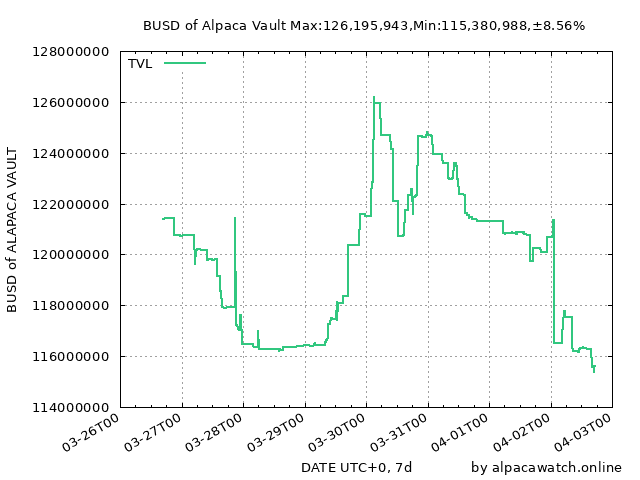 BUSD of Alpaca Vault Max:126,195,943,Min:115,380,988,±8.56%
128000000
TVL
126000000
124000000
122000000
120000000
118000000
116000000
114000000
BUSD of ALAPACA VAULT
03-26T00
03-27T00
03-28T00
03-29T00
03-30T00
03-31T00
04-01T00
04-02T00
04-03T00
DATE UTC+0, 7d
by alpacawatch.online